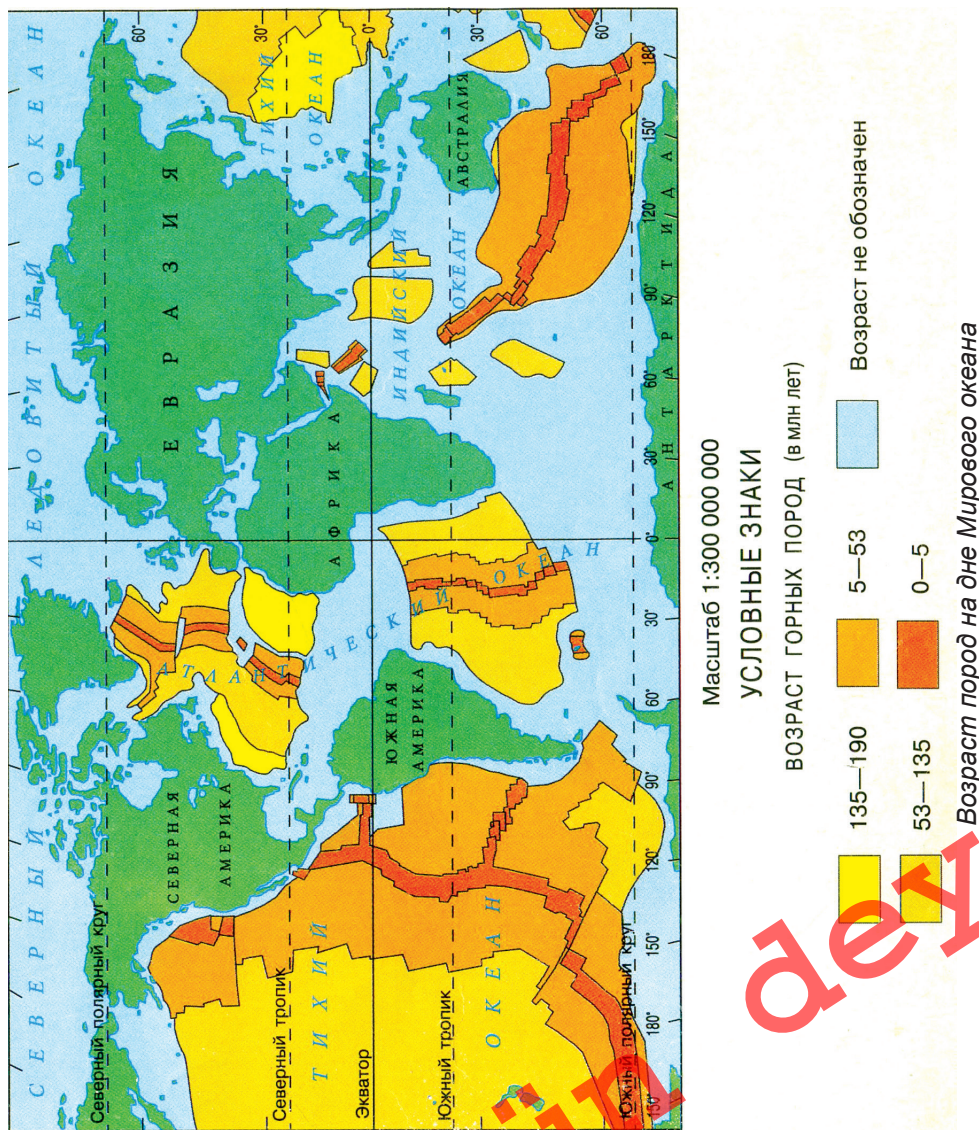 СЕВЕРНЫЙ ЛЕДОВИТЫЙ ОКЕАН
Северный полярный круг
60°
60°
СЕВЕРНАЯ
АМЕРИКА
ЕВРАЗИЯ
АТЛАНТИЧЕСКИЙ ОКЕАН
ТИХИЙ
ОКЕАН
Северный тропик
ТИХИЙ
ОКЕАН
АФРИКА
Экватор
0°
ЮЖНАЯ
АМЕРИКА
ИНДИЙСКИЙ
ОКЕАН
АВСТРАЛИЯ
30°
Южный тропик
60°
Южный полярный круг
АНТАРКТИДА
150°
180°
150°
120°
90°
60°
30°
0°
30°
60°
90°
120°
150°
180°
Масштаб 1:300 000 000
УСЛОВНЫЕ ЗНАКИ
ВОЗРАСТ ГОРНЫХ ПОРОД (в млн лет)
135—190
5—53
Возраст не обозначен
53—135
0—5
Возраст пород на дне Мирового океана
ün dey